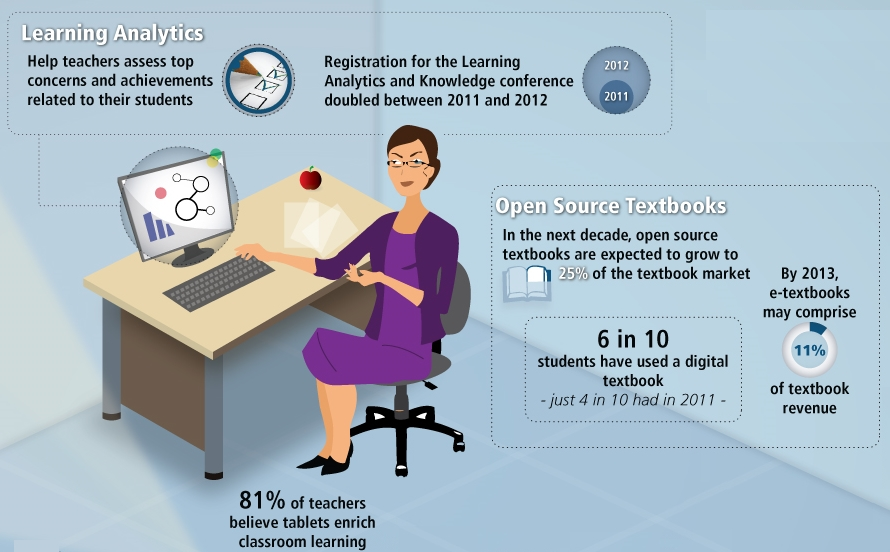 Learning Analytics
Help teachers assess top
concerns and achievements
related to their students
Registration for the Learning
Analytics and Knowledge conference
doubled between 2011 and 2012
2012
2011
Open Source Textbooks
In the next decade, open source
textbooks are expected to grow to
25% of the textbook market
6 in 10
students have used a digital
textbook
- just 4 in 10 had in 2011 -
By 2013,
e-textbooks
may comprise
11%
of textbook
revenue
81% of teachers
believe tablets enrich
classroom learning